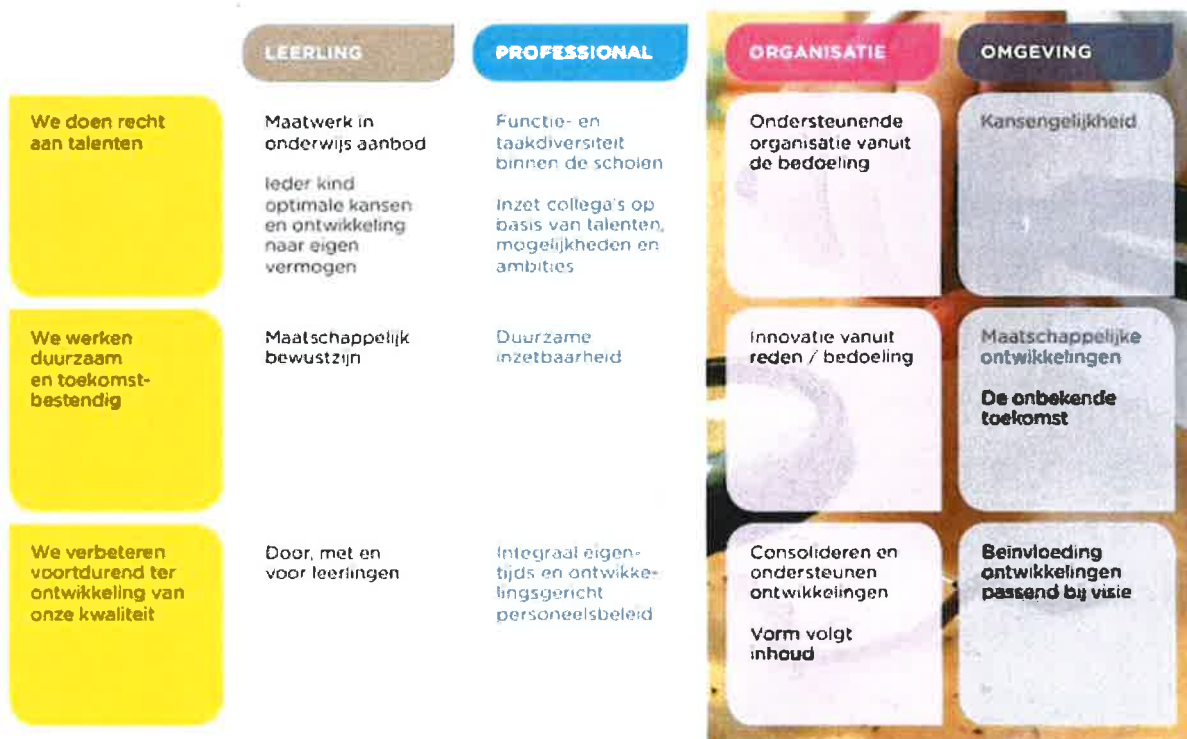 LEERLING
PROFESSIONAL
ORGANISATIE
OMGEVING
We doen recht
aan talenten
Maatwerk in
onderwijs aanbod
Ieder kind
optimale kansen
en ontwikkeling
naar eigen
vermogen
Functie- en
taakdiversiteit
binnen de scholen
Inzet collega's op
basis van talenten,
mogelijkheden en
ambities
Ondersteunende
organisatie vanuit
de bedoeling
Kansengelijkheid
We werken
duurzaam
en toekomst-
bestendig
Maatschappelijk
bewustzijn
Duurzame
inzetbaarheid
Innovatie vanuit
reden / bedoeling
Maatschappelijke
ontwikkelingen
De onbekende
toekomst
We verbeteren
voortdurend ter
ontwikkeling van
onze kwaliteit
Door, met en
voor leerlingen
Integraal eigen-
tijds en ontwikke-
lingsgericht
personeelsbeleid
Consolideren en
ondersteunen
ontwikkelingen
Vorm volgt
inhoud
Beinvloeding
ontwikkelingen
passend bij visie